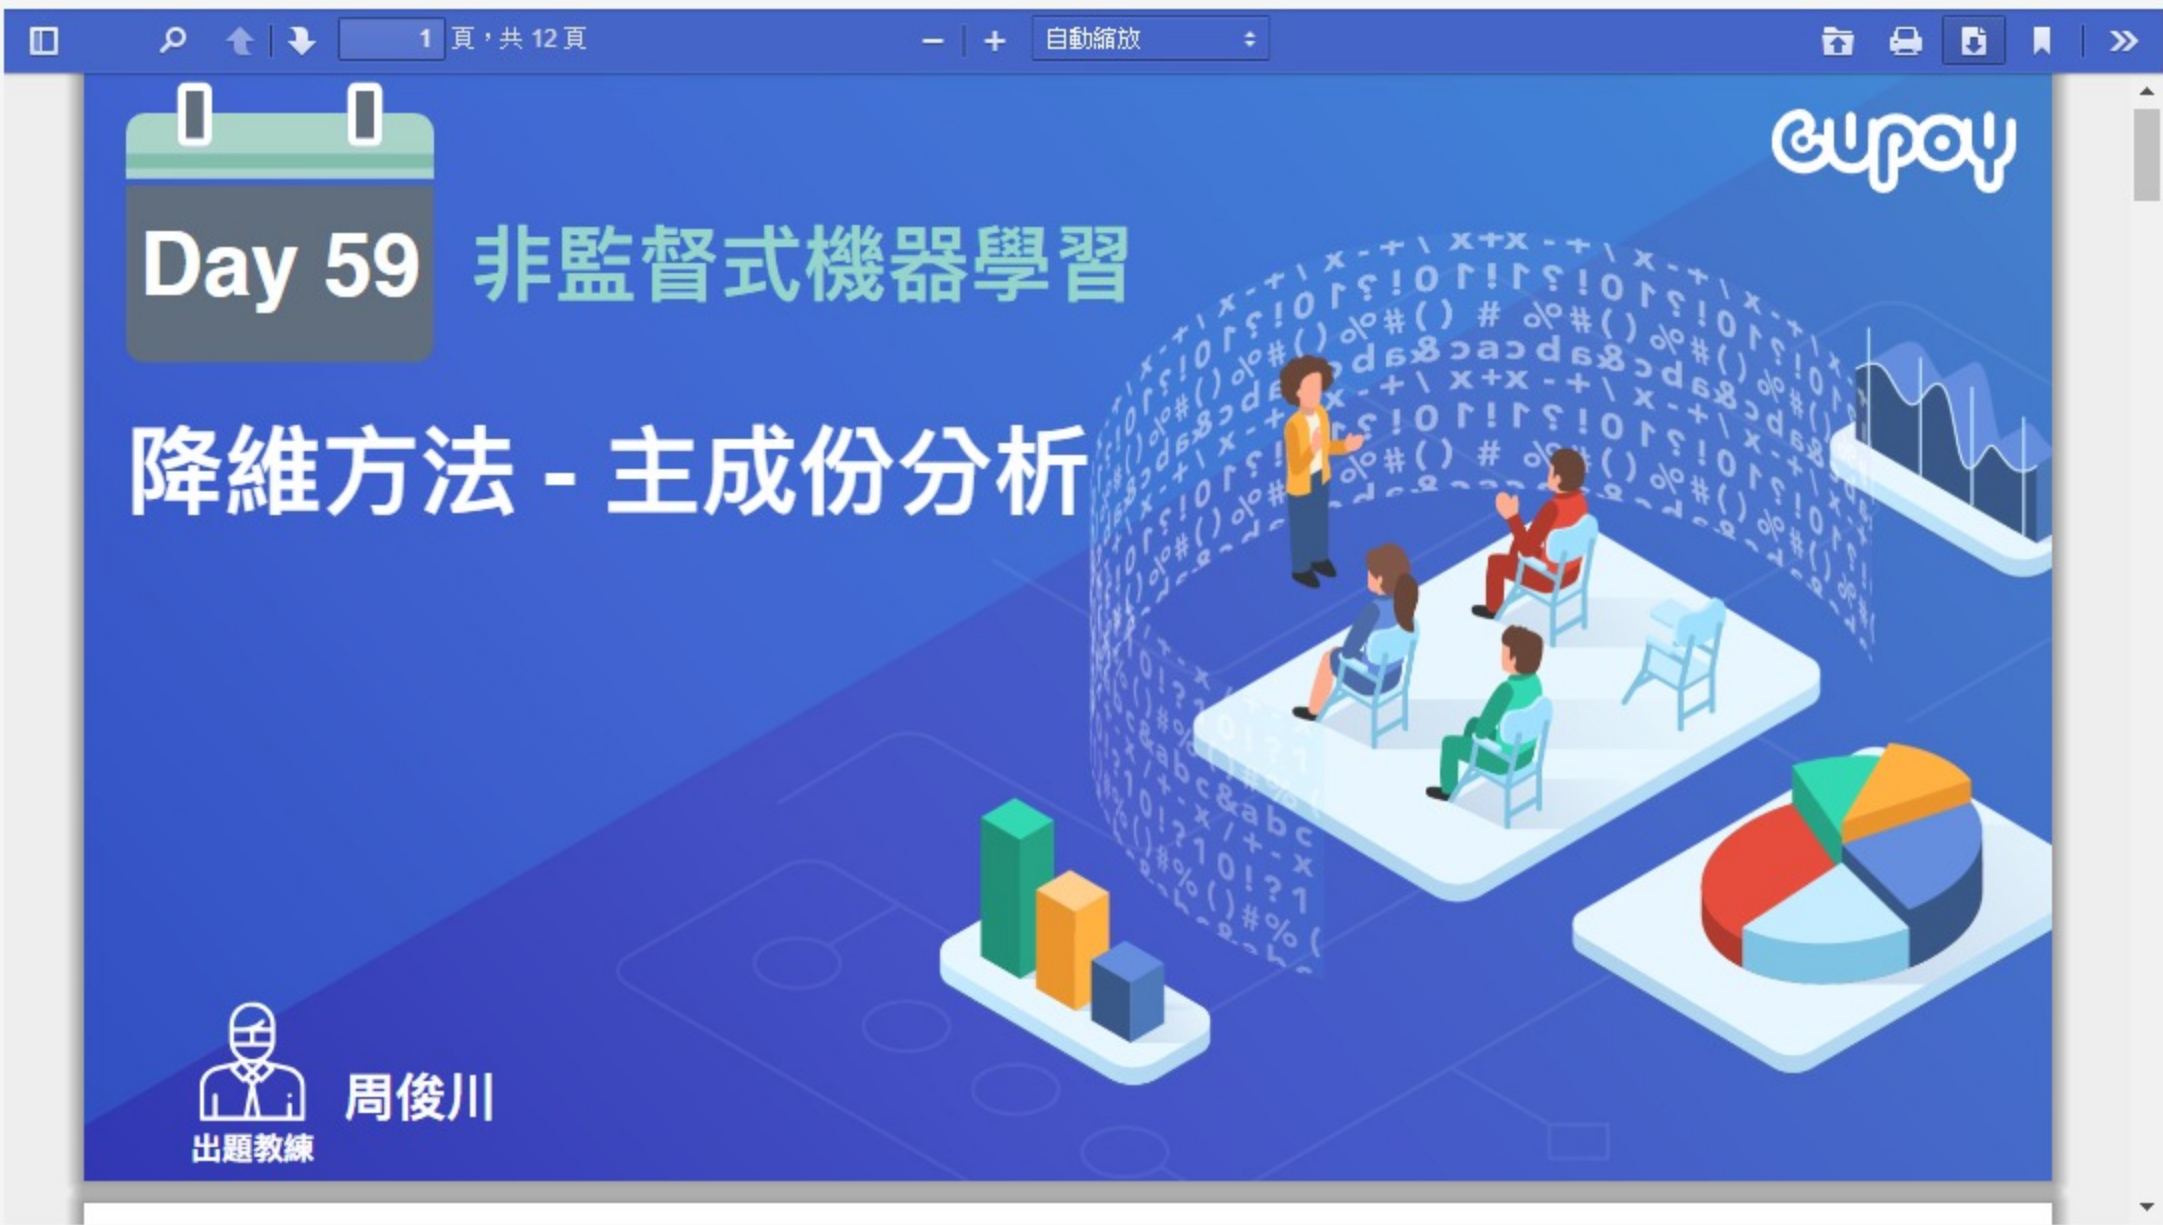 1 頁，共 12 頁
自動縮放
cupoy
Day 59
非監督式機器學習
降維方法 - 主成份分析
周俊川
出題教練